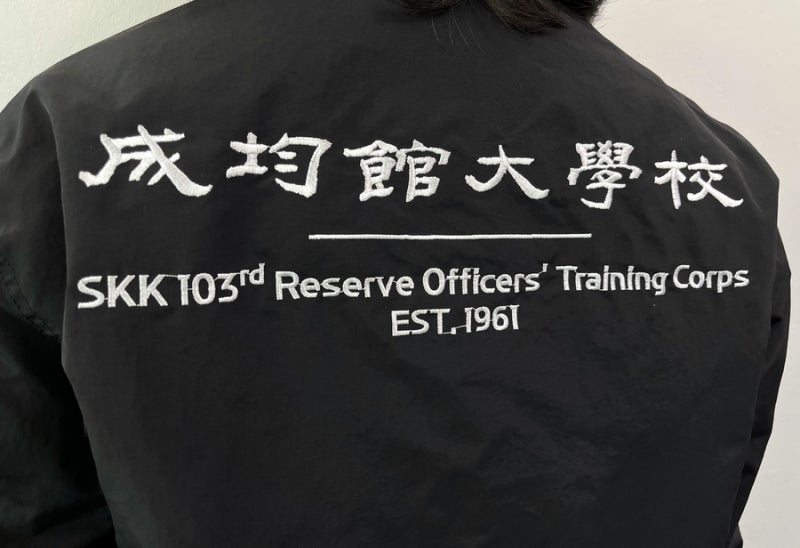 成均館大學校
SKK 103rd Reserve Officers' Training Corps
EST. 1961